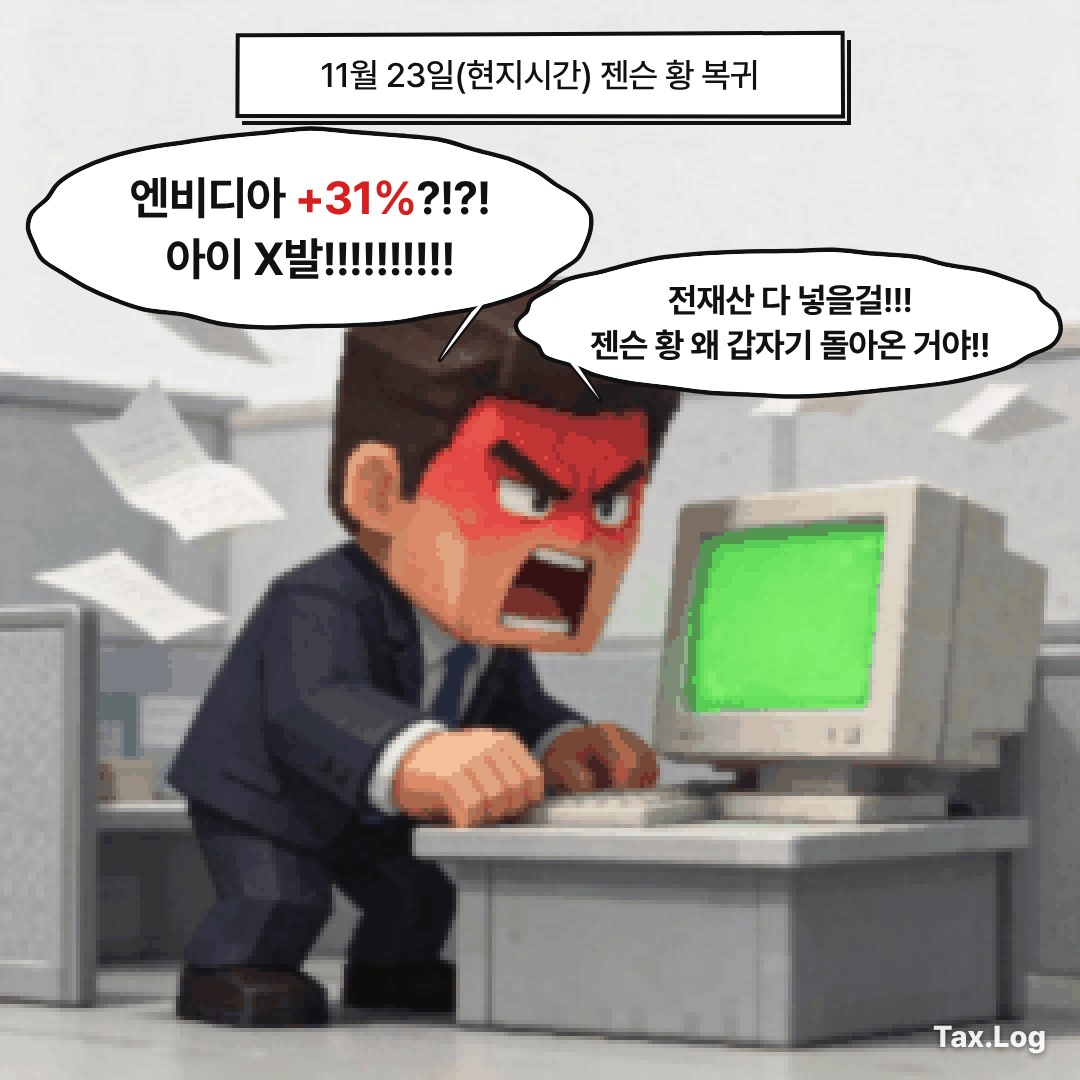 11월 23일(현지시간) 젠슨 황 복귀
엔비디아 +31%?!?!
아이 X발!!!!!!!!!!
전재산 다 넣을걸!!!
젠슨 황 왜 갑자기 돌아온 거야!!
Tax.Log